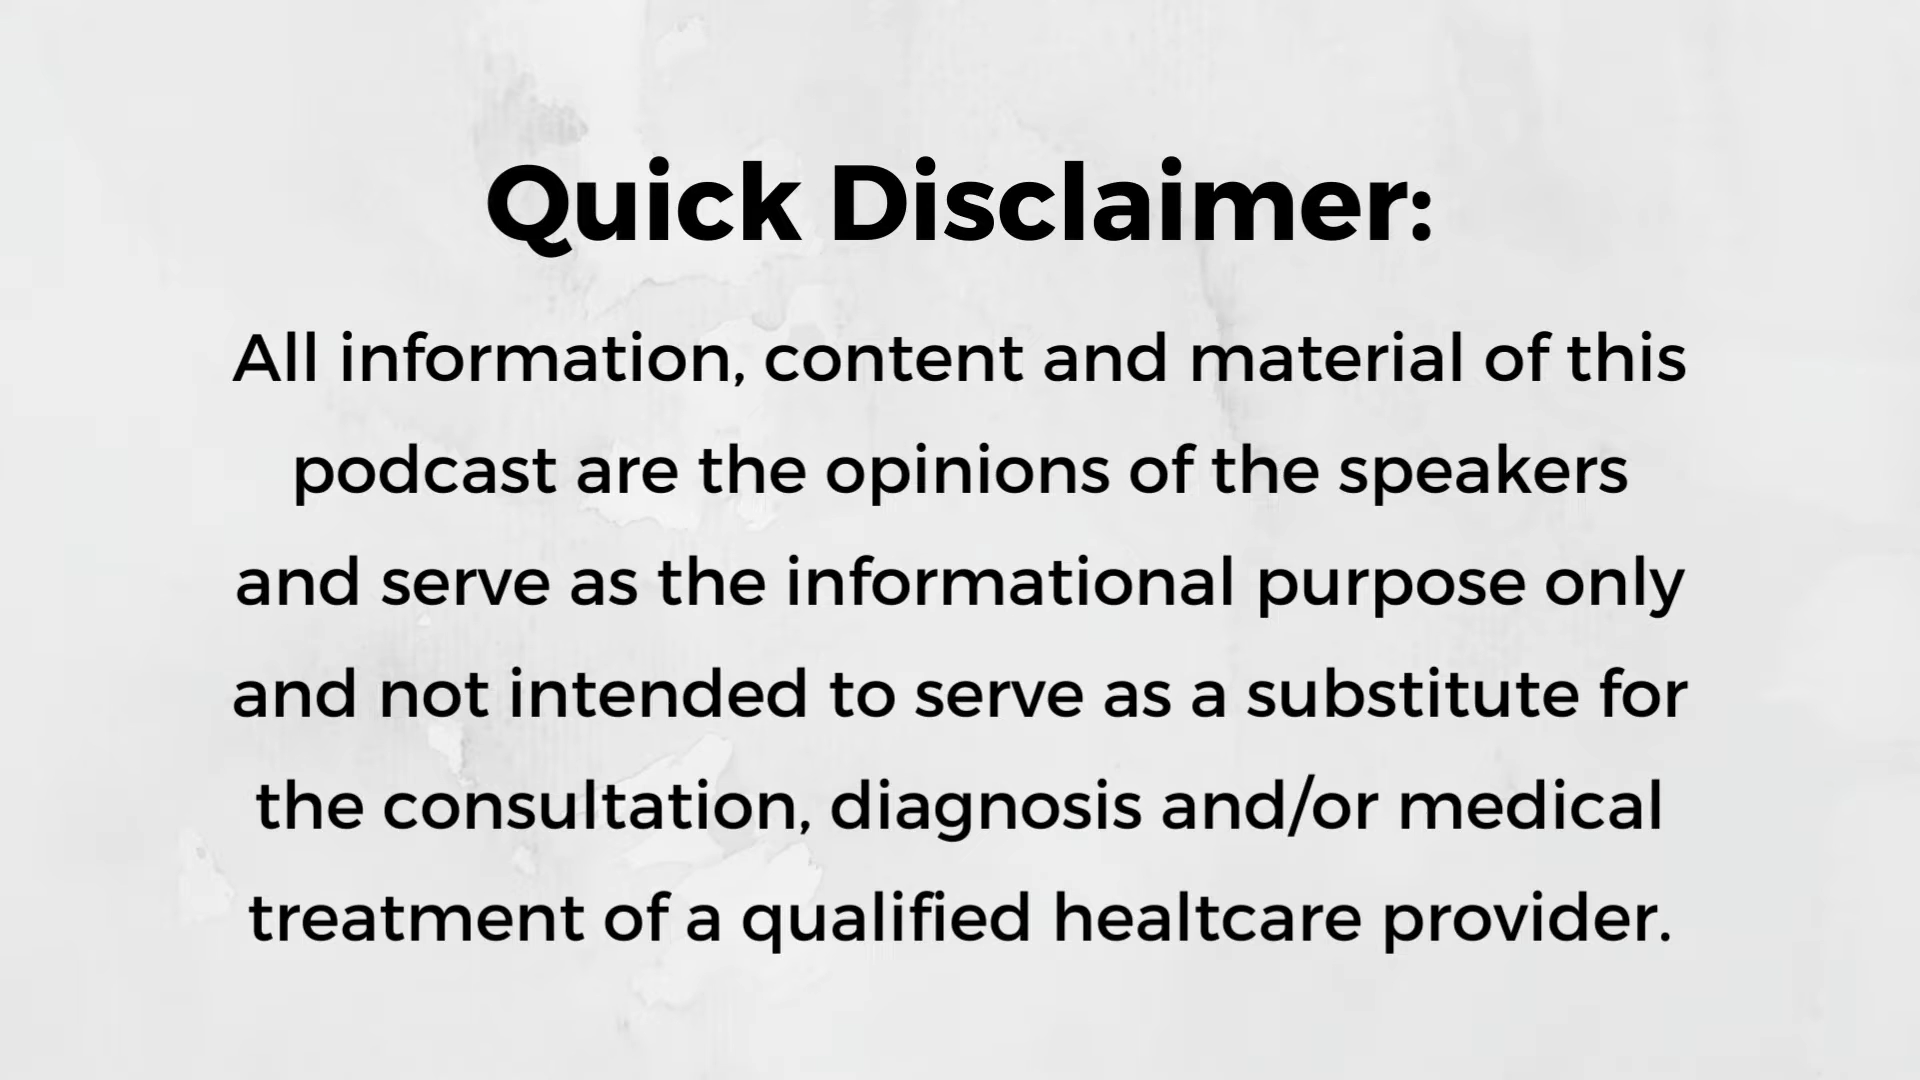 Quick Disclaimer:
All information, content and material of this
podcast are the opinions of the speakers
and serve as the informational purpose only
and not intended to serve as a substitute for
the consultation, diagnosis and/or medical
treatment of a qualified healtcare provider.